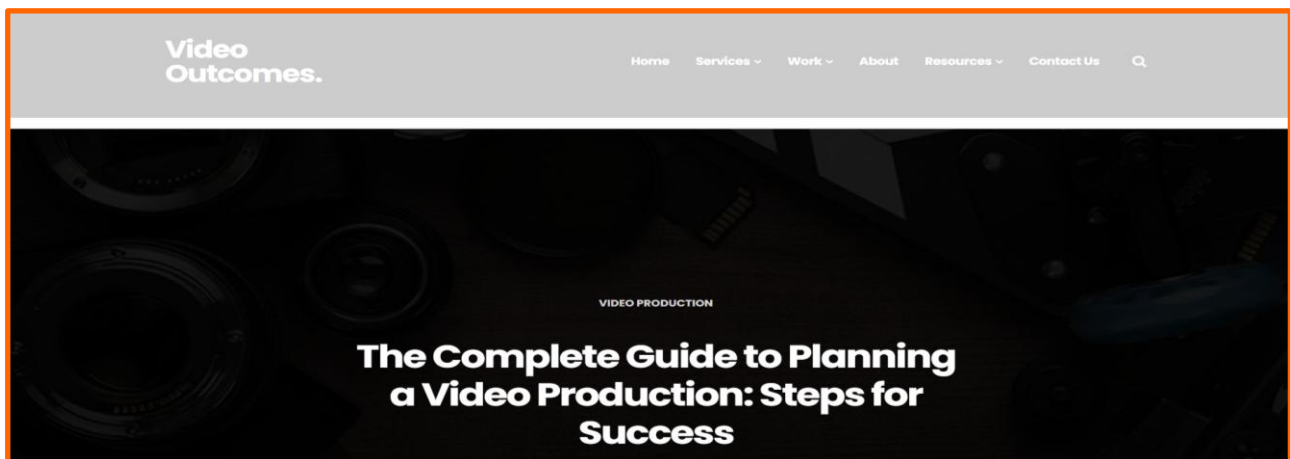 Video
Outcomes.
Home Services Work About Resources Contact Us
VIDEO PRODUCTION
The Complete Guide to Planning
a Video Production: Steps for
Success